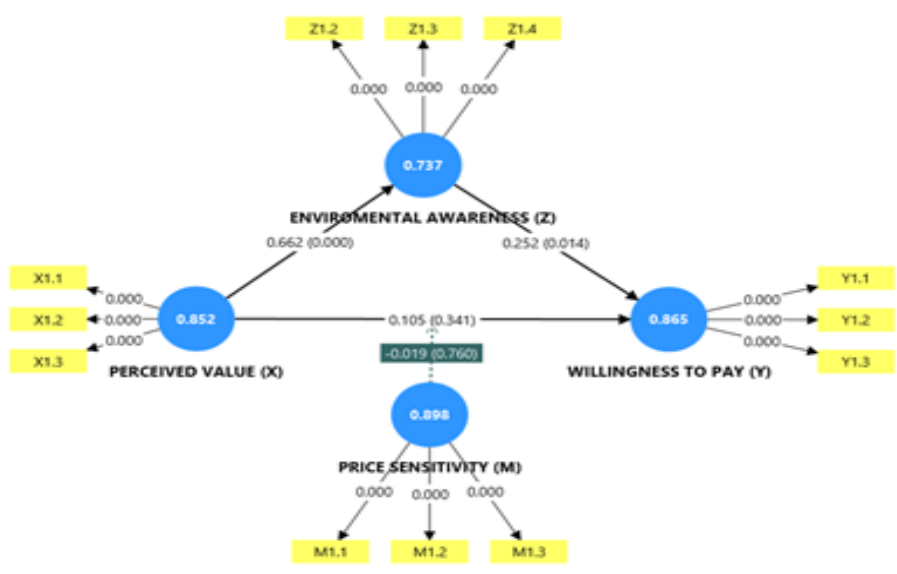 Z1.2 Z1.3 Z1.4
0.000 0.000 0.000
0.737
ENVIROMENTAL AWARENESS (Z)
0.662 (0.000) 0.252 (0.014)
X1.1 0.000 0.000 Y1.1
X1.2 0.000 0.852 0.105 (0.341) 0.865 0.000 Y1.2
X1.3 0.000 0.000 Y1.3
-0.019 (0.760)
PERCEIVED VALUE (X) WILLINGNESS TO PAY (Y)
0.898
PRICE SENSITIVITY (M)
0.000 0.000 0.000
M1.1 M1.2 M1.3